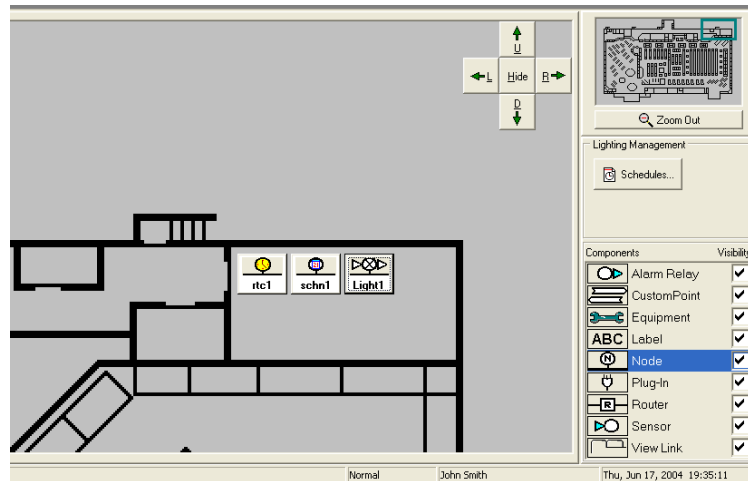 U
L Hide R
D
Zoom Out
Lighting Management
Schedules...
rtc1 schn1 Light1
Components Visibility
Alarm Relay
CustomPoint
Equipment
ABC Label
N Node
Plug-In
R Router
Sensor
View Link
Normal John Smith Thu, Jun 17, 2004 19:35:11